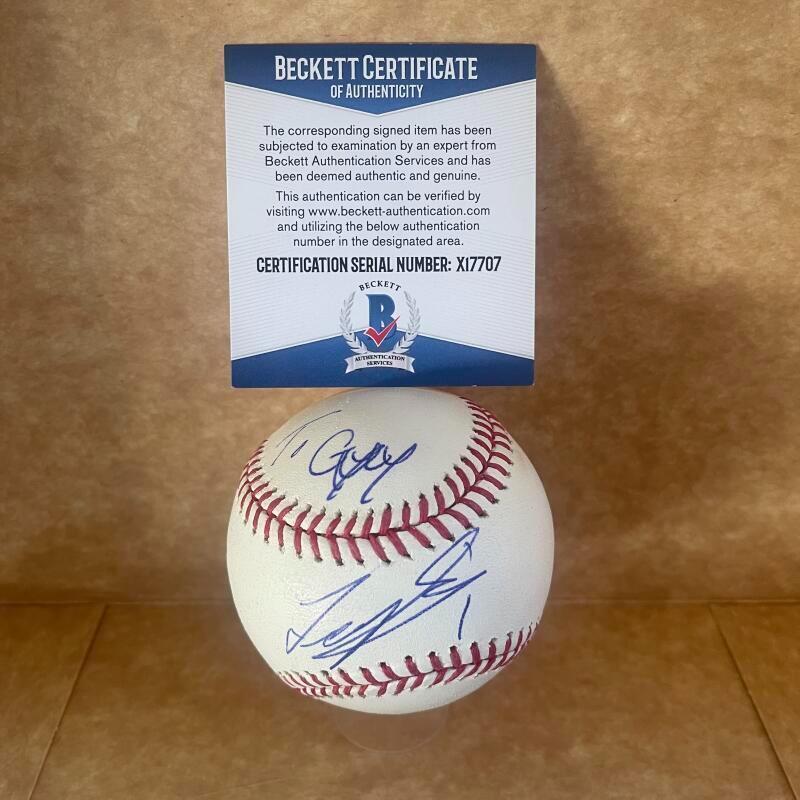 BECKETT CERTIFICATE
OF AUTHENTICITY
The corresponding signed item has been
subjected to examination by an expert from
Beckett Authentication Services and has
been deemed authentic and genuine.
This authentication can be verified by
visiting www.beckett-authentication.com
and utilizing the below authentication
number in the designated area.
CERTIFICATION SERIAL NUMBER: X17707
BECKETT
B
AUTHENTICATION
SERVICES
To